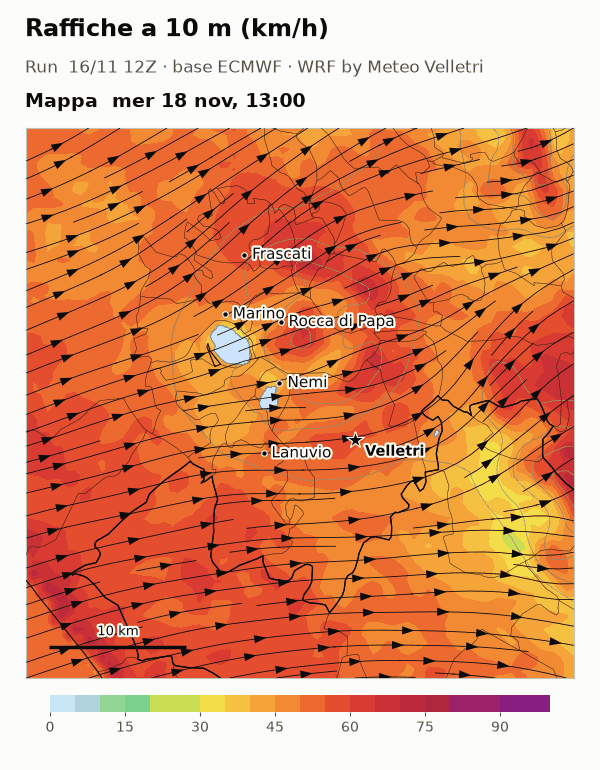 Raffiche a 10 m (km/h)
Run  16/11 12Z · base ECMWF · WRF by Meteo Velletri
Mappa  mer 18 nov, 13:00
Frascati
Marino
Rocca di Papa
Nemi
Velletri
Lanuvio
10 km
0 15 30 45 60 75 90